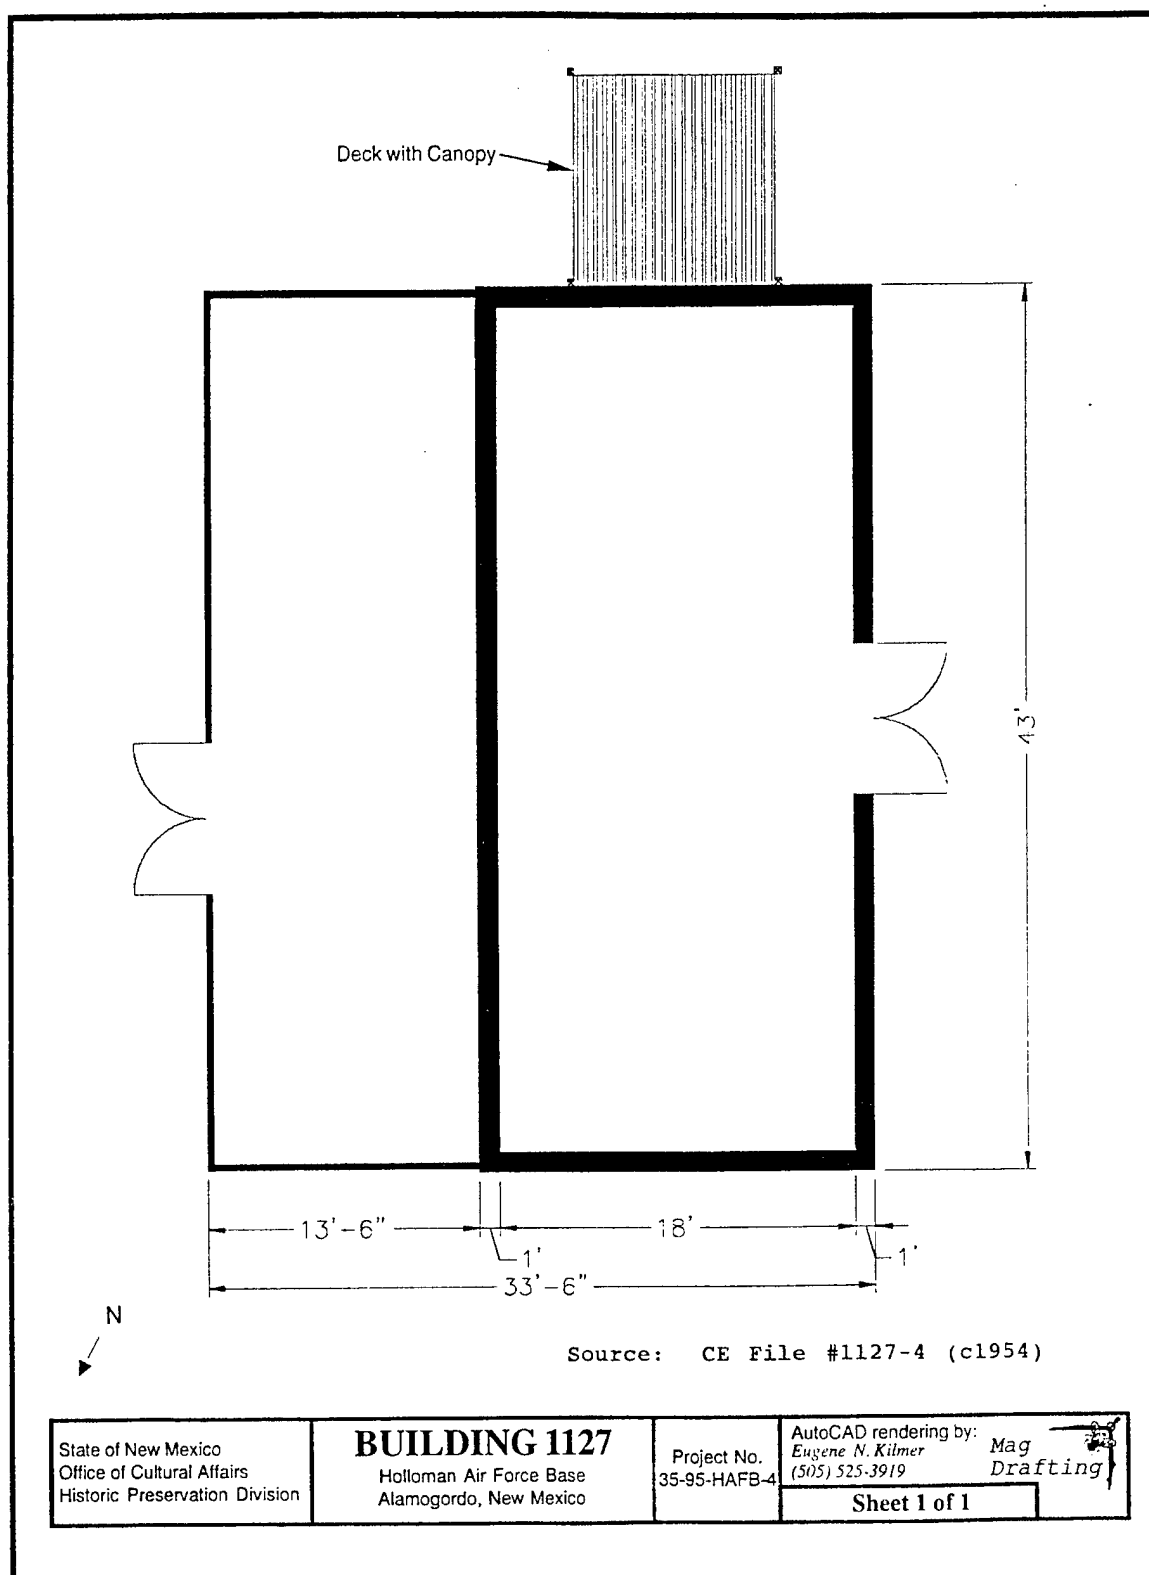 Deck with Canopy
43'
13'-6"
18'
1'
1'
33'-6"
N
Source: CE File #1127-4 (c1954)
State of New Mexico
Office of Cultural Affairs
Historic Preservation Division
BUILDING 1127
Holloman Air Force Base
Alamogordo, New Mexico
Project No.
35-95-HAFB-4
AutoCAD rendering by:
Eugene N. Kilmer
(505) 525-3919
Mag
Drafting
Sheet 1 of 1